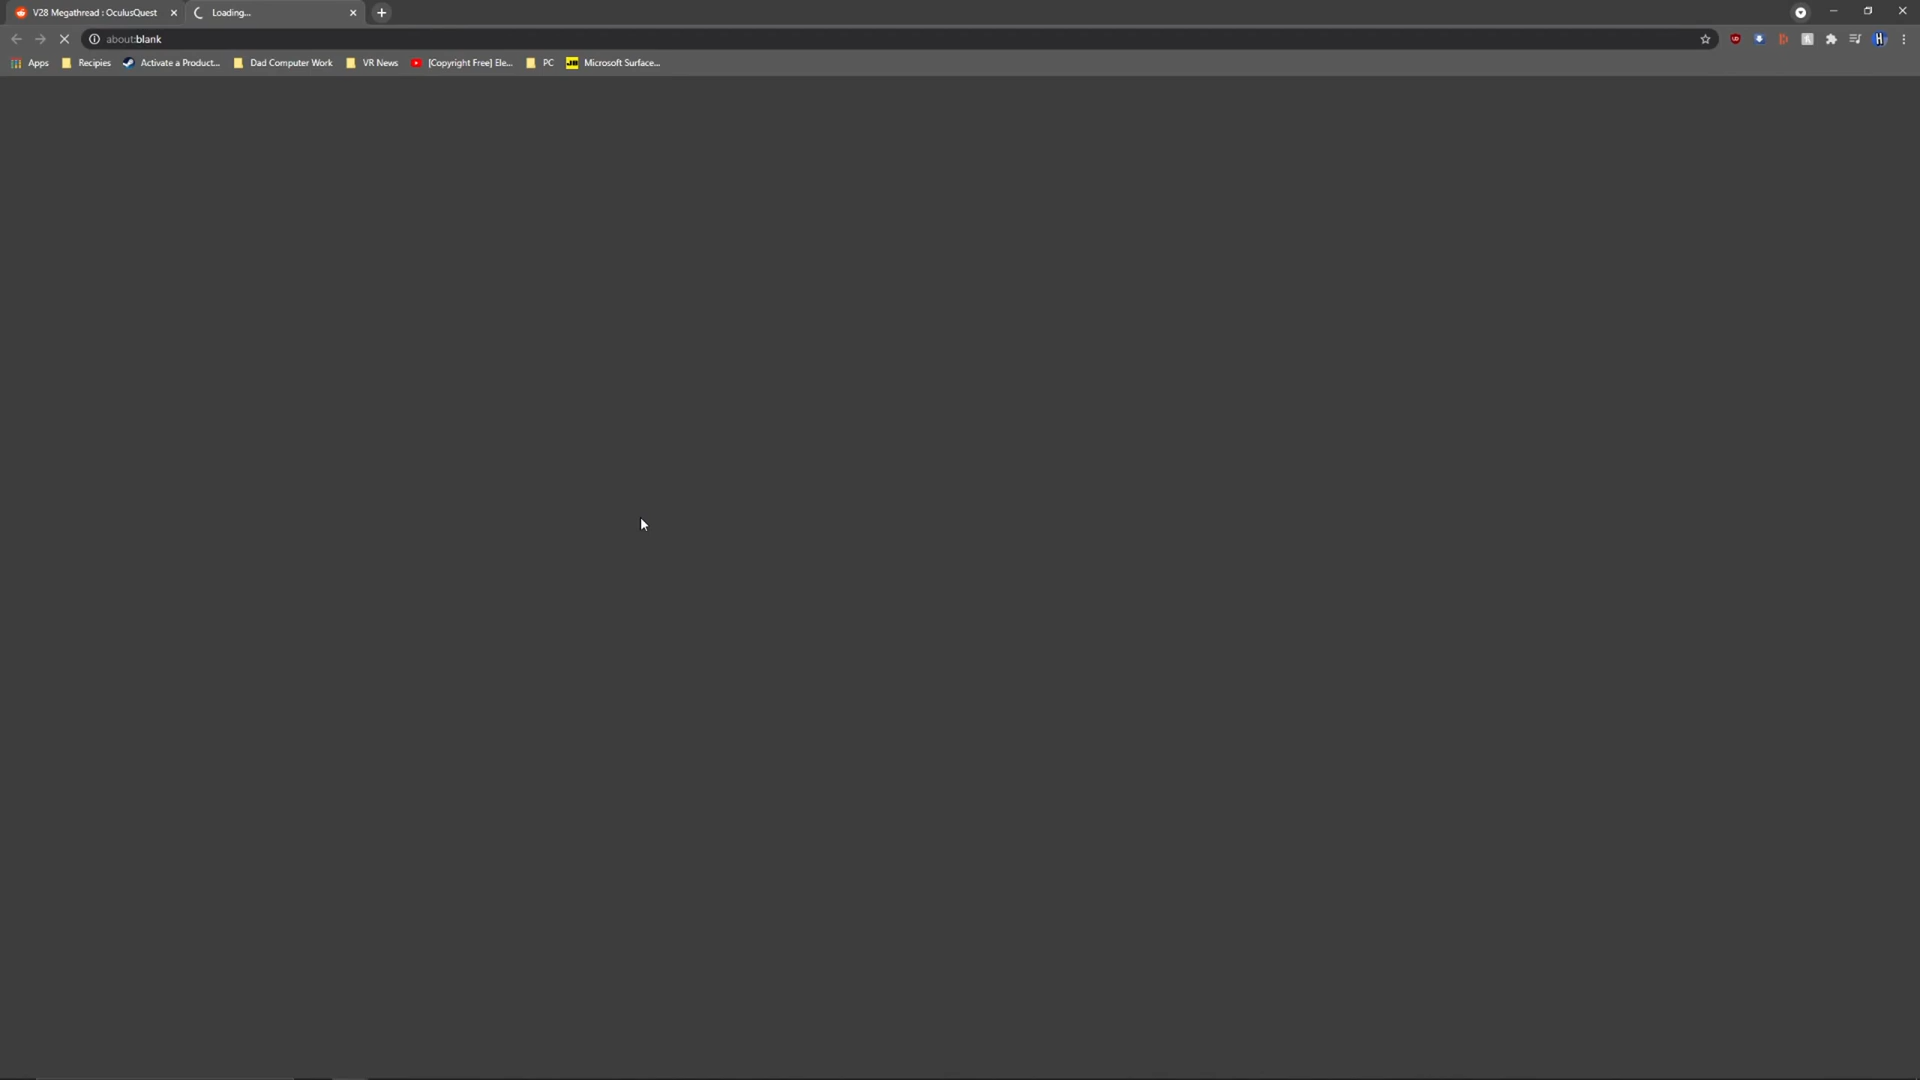 V28 Megathread : OculusQuest
Loading...
about:blank
Apps
Recipies
Activate a Product...
Dad Computer Work
VR News
[Copyright Free] Ele...
PC
Microsoft Surface...